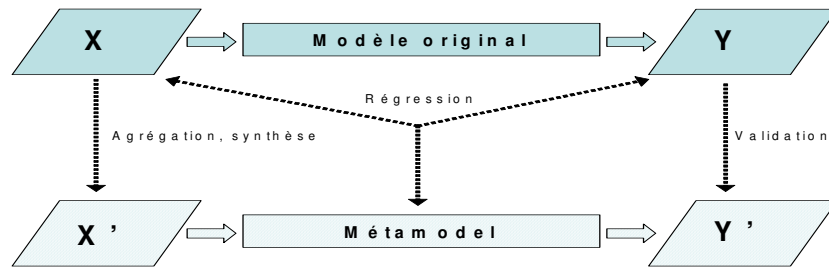 X
Modèle original
Y
Régression
Agrégation, synthèse
Validation
X '
Métamodel
Y '